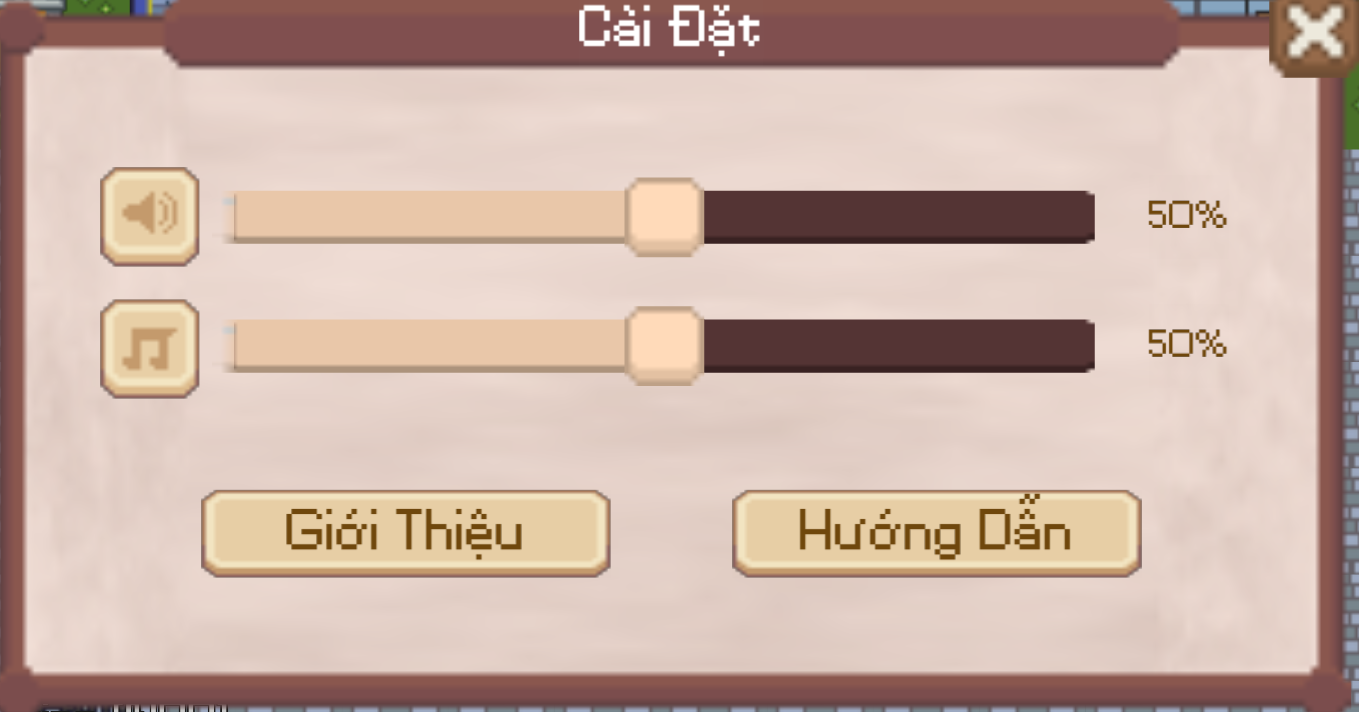 Cài Đặt
50%
50%
Giới Thiệu
Hướng Dẫn